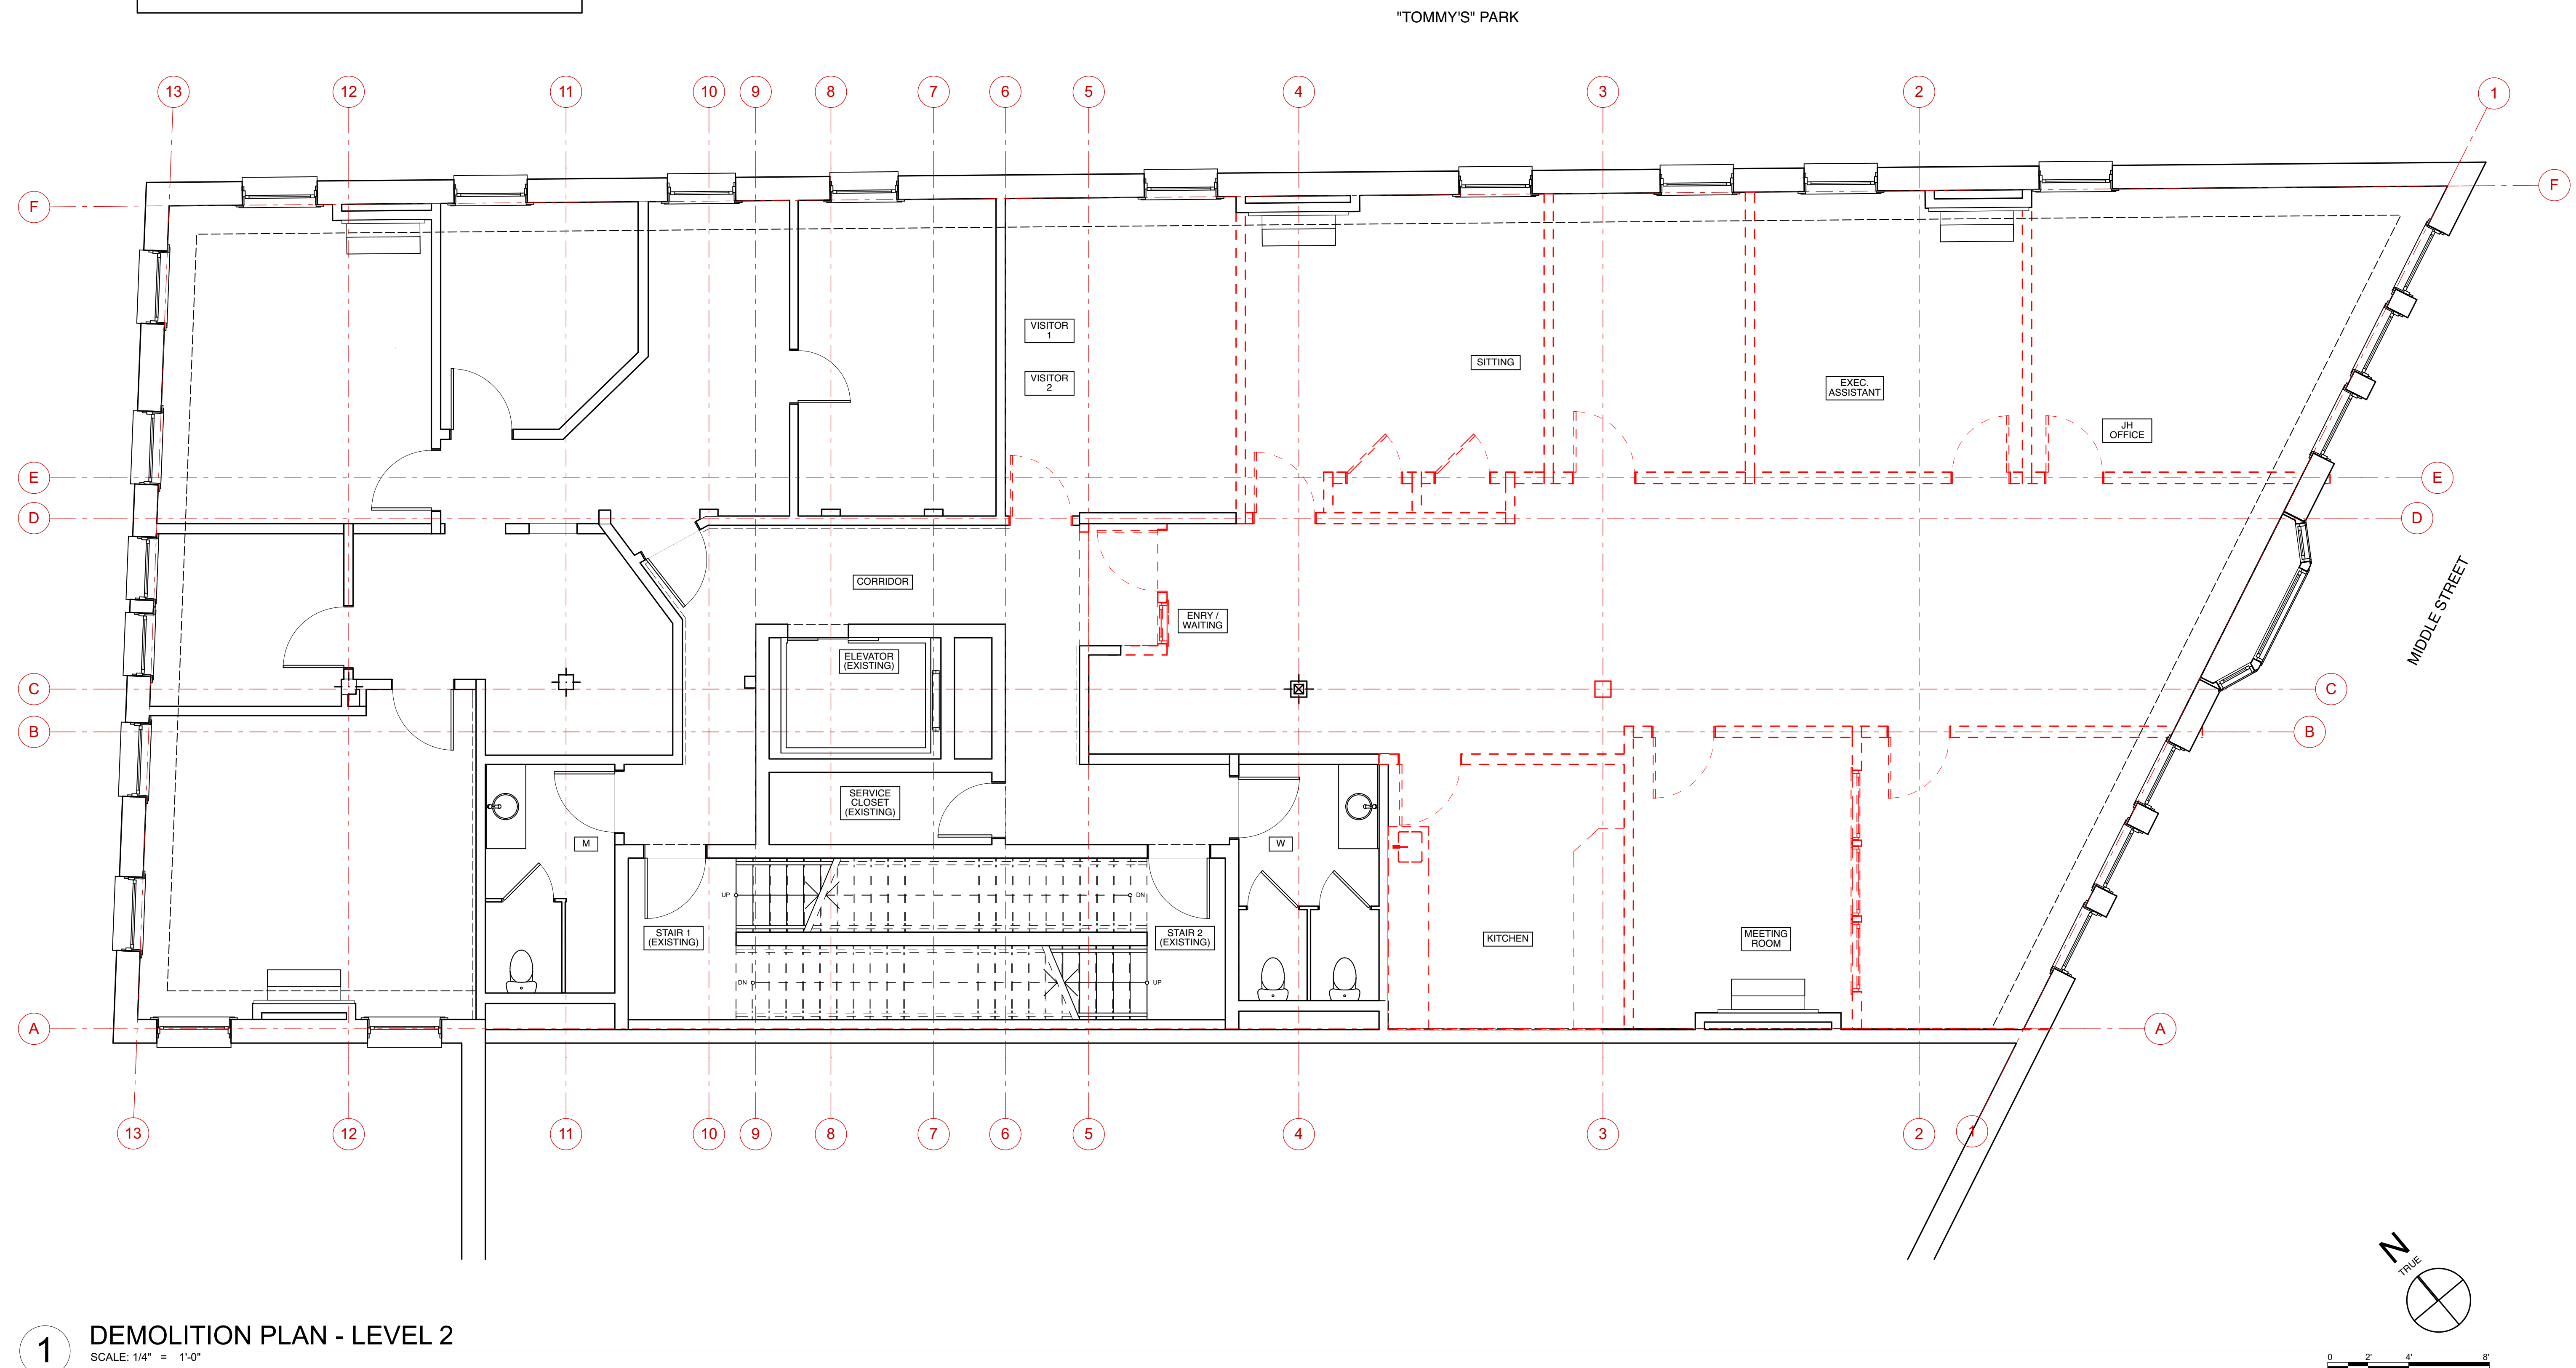 "TOMMY'S" PARK
13 12 11 10 9 8 7 6 5 4 3 2 1
F F
VISITOR
1
VISITOR
2
SITTING
EXEC.
ASSISTANT
JH
OFFICE
E E
D D
CORRIDOR
ENRY /
WAITING
MIDDLE STREET
ELEVATOR
(EXISTING)
C C
B B
SERVICE
CLOSET
(EXISTING)
M
W
UP
DN
STAIR 1
(EXISTING)
STAIR 2
(EXISTING)
KITCHEN
MEETING
ROOM
DN
UP
A A
13 12 11 10 9 8 7 6 5 4 3 2 1
N
TRUE
1
DEMOLITION PLAN - LEVEL 2
SCALE: 1/4" = 1'-0"
0 2' 4' 8'